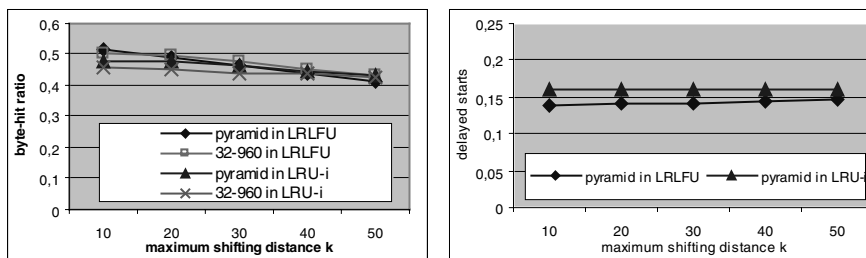 0,6
0,5
0,4
0,3
0,2
0,1
0
byte-hit ratio
pyramid in LRLFU
32-960 in LRLFU
pyramid in LRU-i
32-960 in LRU-i
10 20 30 40 50
maximum shifting distance k
0,25
0,2
0,15
0,1
0,05
0
delayed starts
pyramid in LRLFU pyramid in LRU-i
10 20 30 40 50
maximum shifting distance k